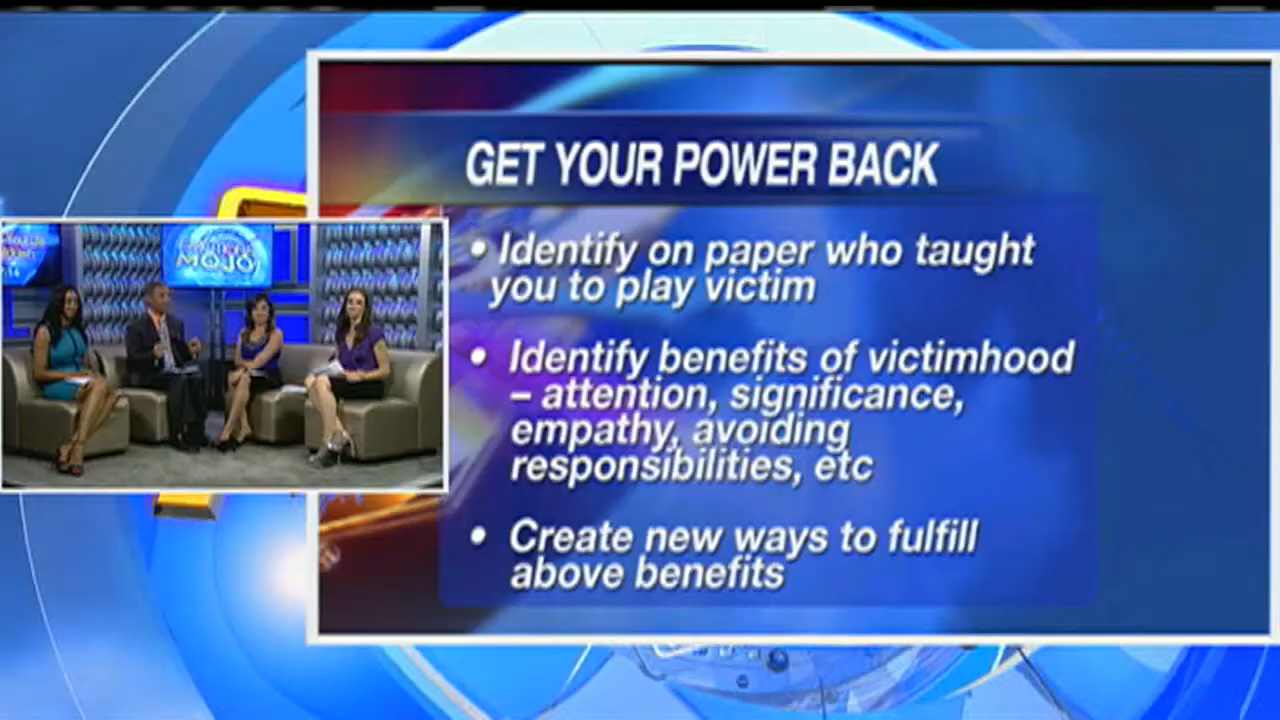 GET YOUR POWER BACK
• Identify on paper who taught
you to play victim
• Identify benefits of victimhood
– attention, significance,
empathy, avoiding
responsibilities, etc
• Create new ways to fulfill
above benefits
MOJO